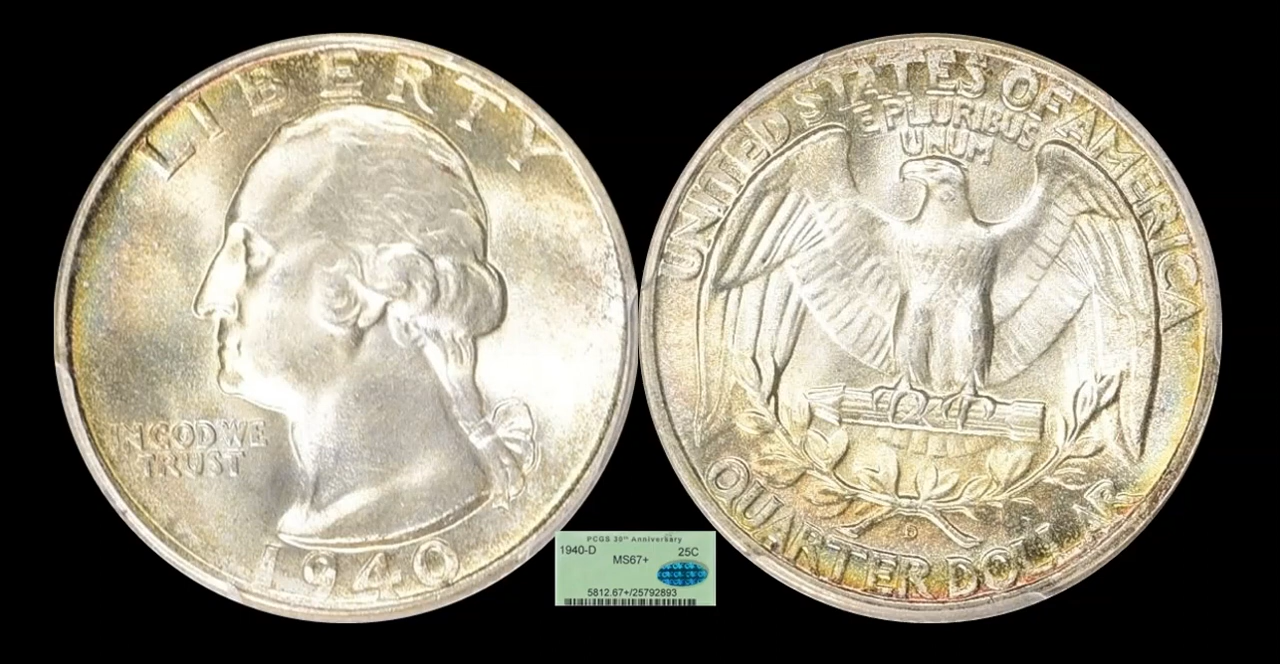 LIBERTY
IN GOD WE
TRUST
1940
UNITED STATES OF AMERICA
E PLURIBUS
UNUM
D
QUARTER DOLLAR
PCGS 30th Anniversary
1940-D 25C
MS67+
5812.67+/25792893